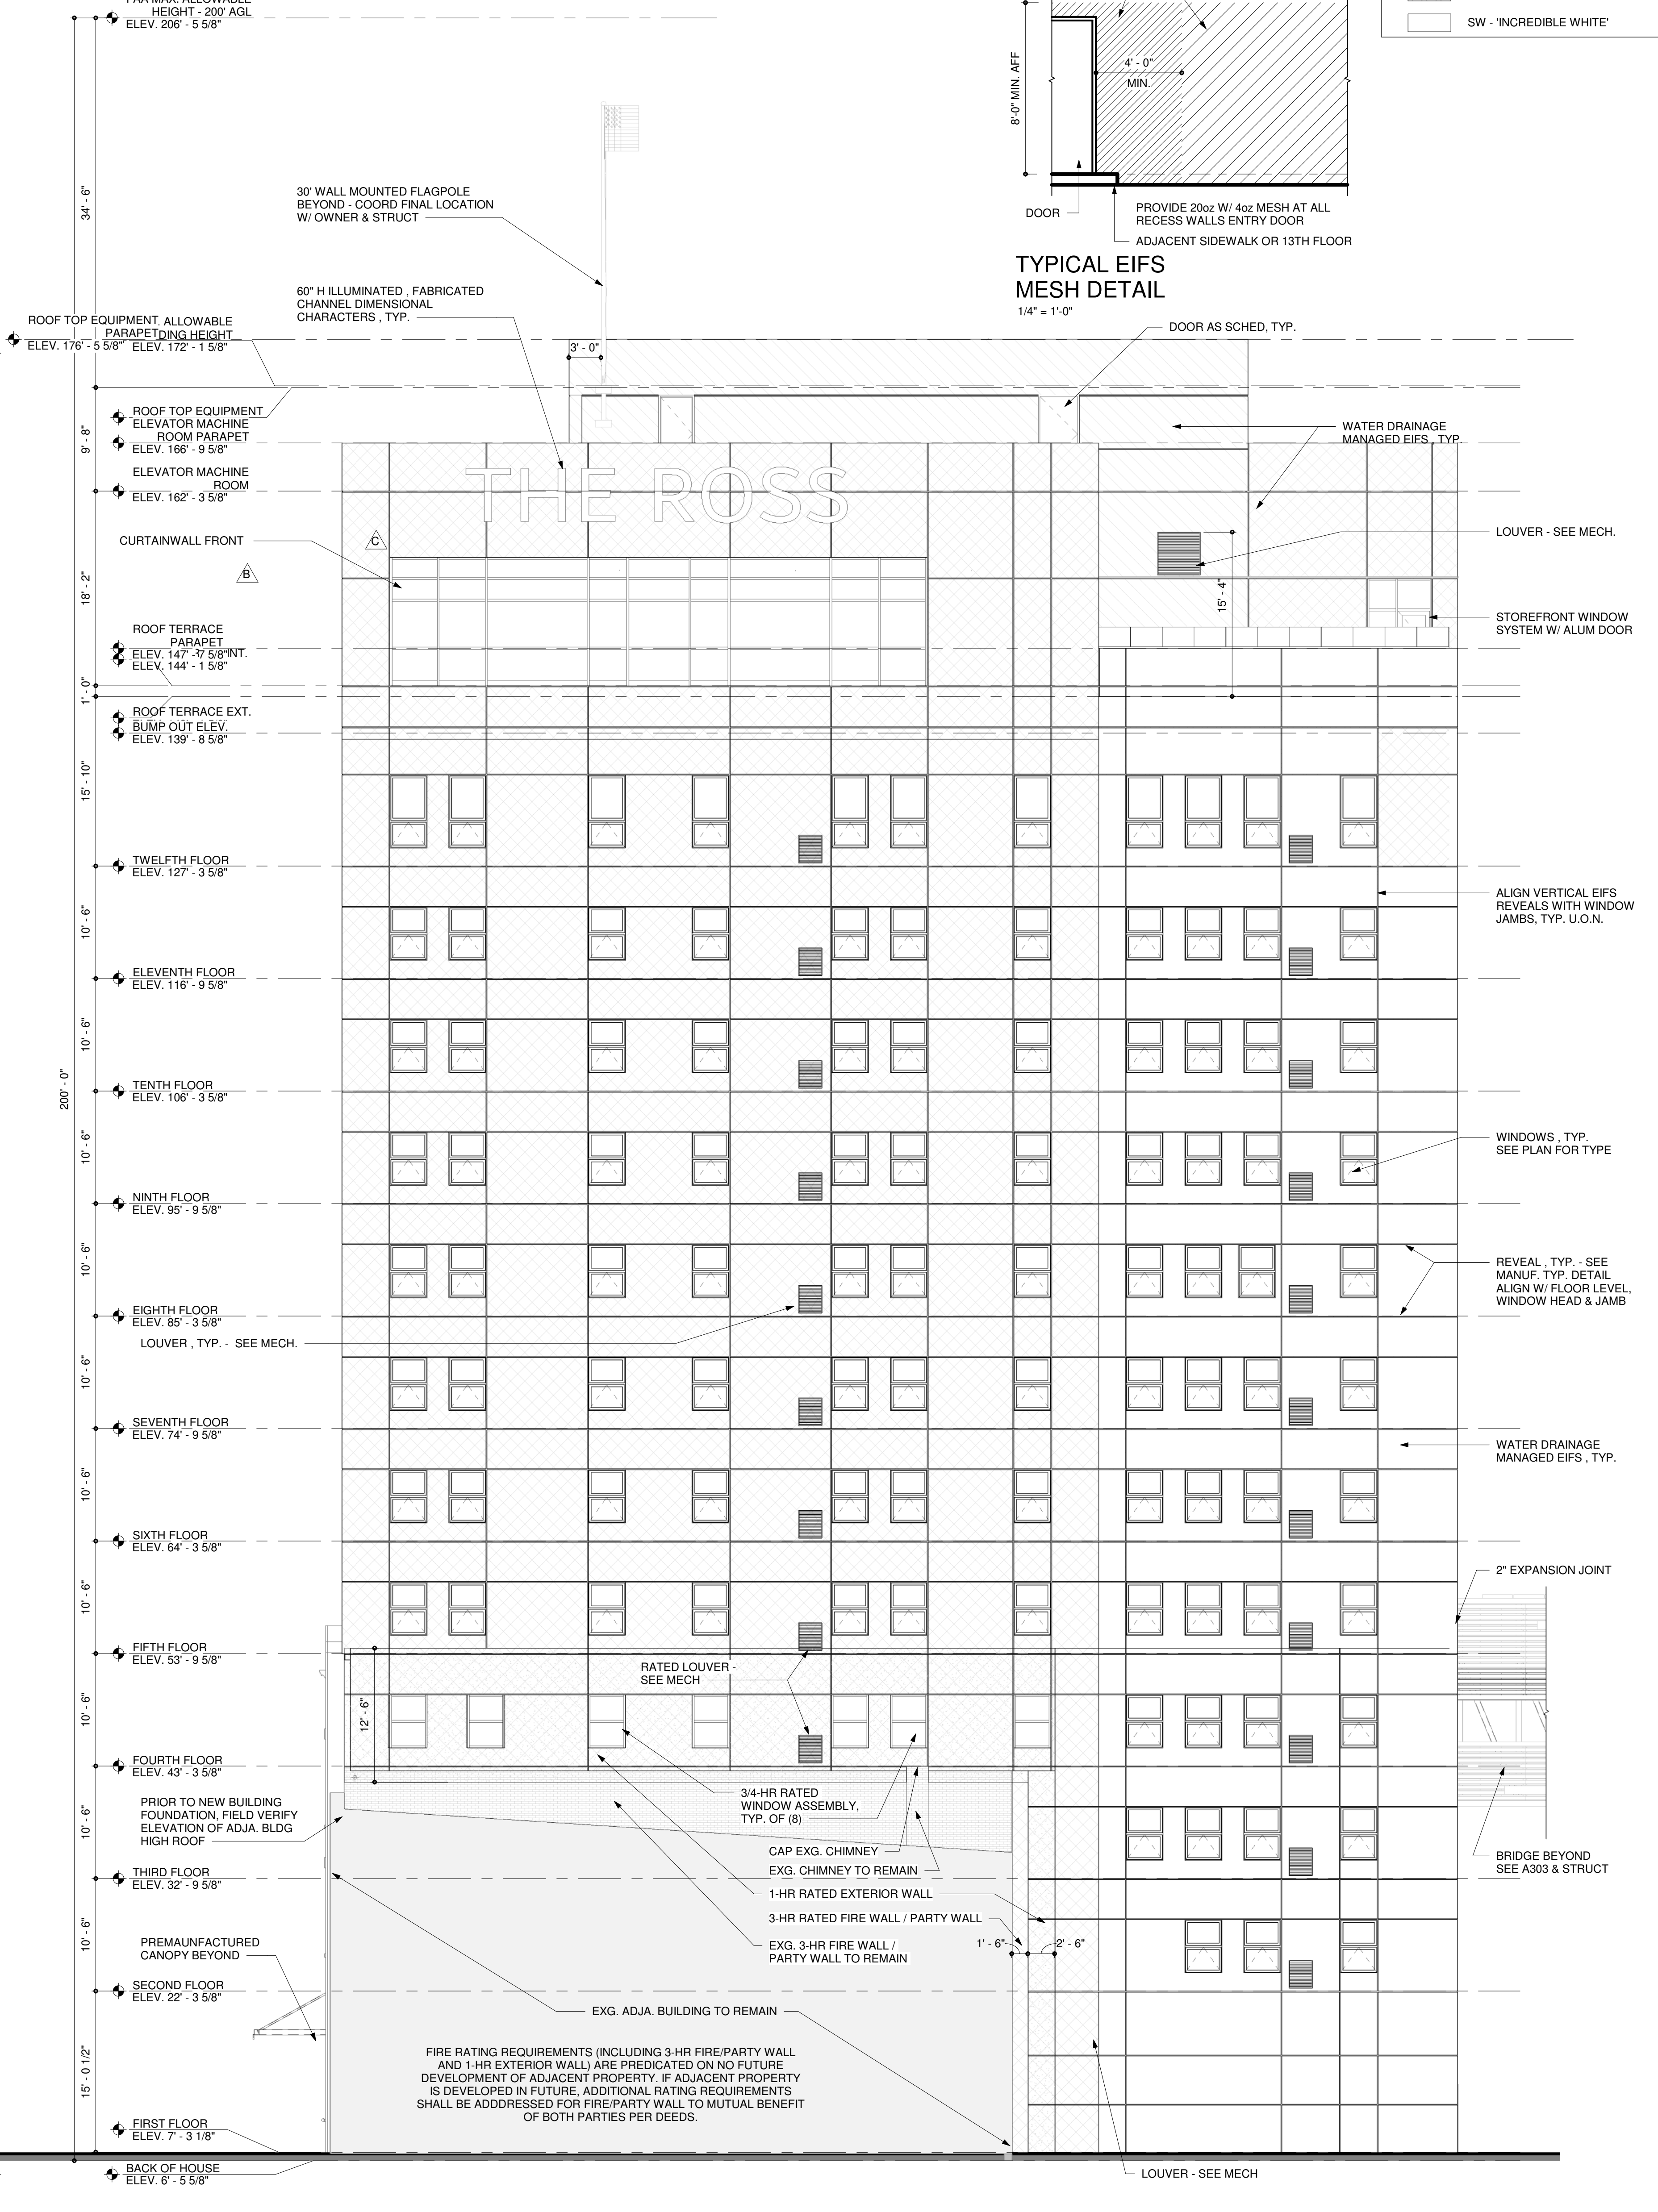 FAA MAX. ALLOWABLE
HEIGHT - 200' AGL
ELEV. 206' - 5 5/8"
SW - 'INCREDIBLE WHITE'
8'-0" MIN. AFF
4' - 0"
MIN.
DOOR
PROVIDE 20oz W/ 4oz MESH AT ALL
RECESS WALLS ENTRY DOOR
ADJACENT SIDEWALK OR 13TH FLOOR
TYPICAL EIFS
MESH DETAIL
1/4" = 1'-0"
34' - 6"
30' WALL MOUNTED FLAGPOLE
BEYOND - COORD FINAL LOCATION
W/ OWNER & STRUCT
60" H ILLUMINATED , FABRICATED
CHANNEL DIMENSIONAL
CHARACTERS , TYP.
ROOF TOP EQUIPMENT
PARAPET
ELEV. 176' - 5 5/8"
ALLOWABLE
DING HEIGHT
ELEV. 172' - 1 5/8"
3' - 0"
DOOR AS SCHED, TYP.
ROOF TOP EQUIPMENT
ELEVATOR MACHINE
ROOM PARAPET
ELEV. 166' - 9 5/8"
9' - 8"
WATER DRAINAGE
MANAGED EIFS , TYP.
ELEVATOR MACHINE
ROOM
ELEV. 162' - 3 5/8"
THE ROSS
CURTAINWALL FRONT
C
B
LOUVER - SEE MECH.
18' - 2"
15' - 4"
STOREFRONT WINDOW
SYSTEM W/ ALUM DOOR
ROOF TERRACE
PARAPET
ELEV. 147' - 7 5/8"
INT.
ELEV. 144' - 1 5/8"
1' - 0"
ROOF TERRACE EXT.
BUMP OUT ELEV.
ELEV. 139' - 8 5/8"
15' - 10"
TWELFTH FLOOR
ELEV. 127' - 3 5/8"
ALIGN VERTICAL EIFS
REVEALS WITH WINDOW
JAMBS, TYP. U.O.N.
10' - 6"
ELEVENTH FLOOR
ELEV. 116' - 9 5/8"
10' - 6"
200' - 0"
TENTH FLOOR
ELEV. 106' - 3 5/8"
10' - 6"
WINDOWS , TYP.
SEE PLAN FOR TYPE
NINTH FLOOR
ELEV. 95' - 9 5/8"
10' - 6"
REVEAL , TYP. - SEE
MANUF. TYP. DETAIL
ALIGN W/ FLOOR LEVEL,
WINDOW HEAD & JAMB
EIGHTH FLOOR
ELEV. 85' - 3 5/8"
LOUVER , TYP. - SEE MECH.
10' - 6"
SEVENTH FLOOR
ELEV. 74' - 9 5/8"
WATER DRAINAGE
MANAGED EIFS , TYP.
10' - 6"
SIXTH FLOOR
ELEV. 64' - 3 5/8"
2" EXPANSION JOINT
10' - 6"
FIFTH FLOOR
ELEV. 53' - 9 5/8"
RATED LOUVER -
SEE MECH
10' - 6"
12' - 6"
FOURTH FLOOR
ELEV. 43' - 3 5/8"
PRIOR TO NEW BUILDING
FOUNDATION, FIELD VERIFY
ELEVATION OF ADJA. BLDG
HIGH ROOF
10' - 6"
3/4-HR RATED
WINDOW ASSEMBLY,
TYP. OF (8)
CAP EXG. CHIMNEY
EXG. CHIMNEY TO REMAIN
BRIDGE BEYOND
SEE A303 & STRUCT
THIRD FLOOR
ELEV. 32' - 9 5/8"
1-HR RATED EXTERIOR WALL
3-HR RATED FIRE WALL / PARTY WALL
10' - 6"
PREMAUNFACTURED
CANOPY BEYOND
EXG. 3-HR FIRE WALL /
PARTY WALL TO REMAIN
1' - 6"
2' - 6"
SECOND FLOOR
ELEV. 22' - 3 5/8"
EXG. ADJA. BUILDING TO REMAIN
15' - 0 1/2"
FIRE RATING REQUIREMENTS (INCLUDING 3-HR FIRE/PARTY WALL
AND 1-HR EXTERIOR WALL) ARE PREDICATED ON NO FUTURE
DEVELOPMENT OF ADJACENT PROPERTY. IF ADJACENT PROPERTY
IS DEVELOPED IN FUTURE, ADDITIONAL RATING REQUIREMENTS
SHALL BE ADDDRESSED FOR FIRE/PARTY WALL TO MUTUAL BENEFIT
OF BOTH PARTIES PER DEEDS.
FIRST FLOOR
ELEV. 7' - 3 1/8"
BACK OF HOUSE
ELEV. 6' - 5 5/8"
LOUVER - SEE MECH